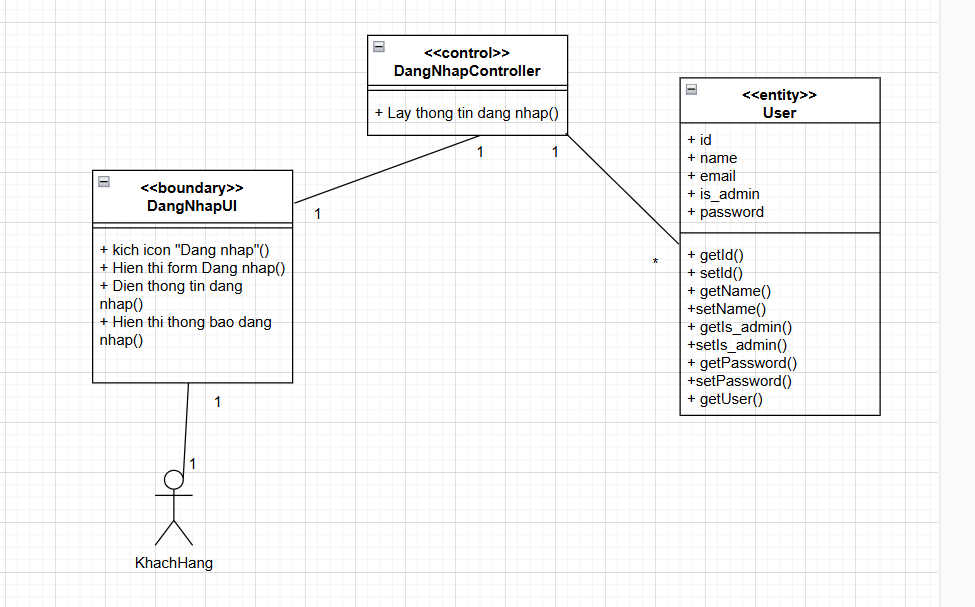 <<control>>
DangNhapController
+ Lay thong tin dang nhap()
1
1
<<entity>>
User
+ id
+ name
+ email
+ is_admin
+ password
+ getId()
+ setId()
+ getName()
+setName()
+ getIs_admin()
+setIs_admin()
+ getPassword()
+setPassword()
+ getUser()
*
<<boundary>>
DangNhapUI
+ kich icon "Dang nhap"()
+ Hien thi form Dang nhap()
+ Dien thong tin dang
nhap()
+ Hien thi thong bao dang
nhap()
1
1
1
KhachHang